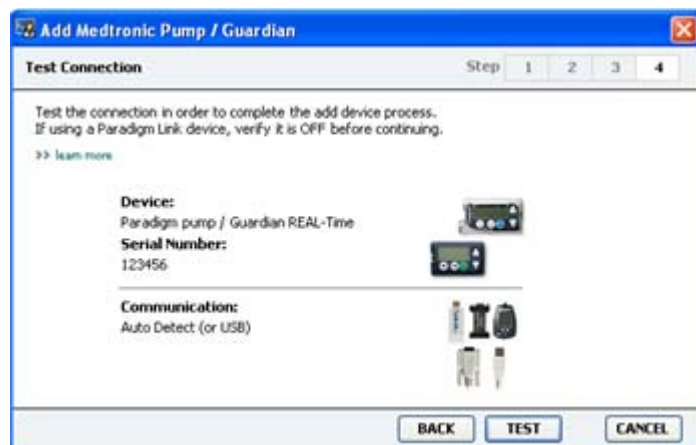 Add Medtronic Pump / Guardian
Test Connection Step 1 2 3 4
Test the connection in order to complete the add device process.
If using a Paradigm Link device, verify it is OFF before continuing.
>> learn more
Device:
Paradigm pump / Guardian REAL-Time
Serial Number:
123456
Communication:
Auto Detect (or USB)
BACK TEST CANCEL